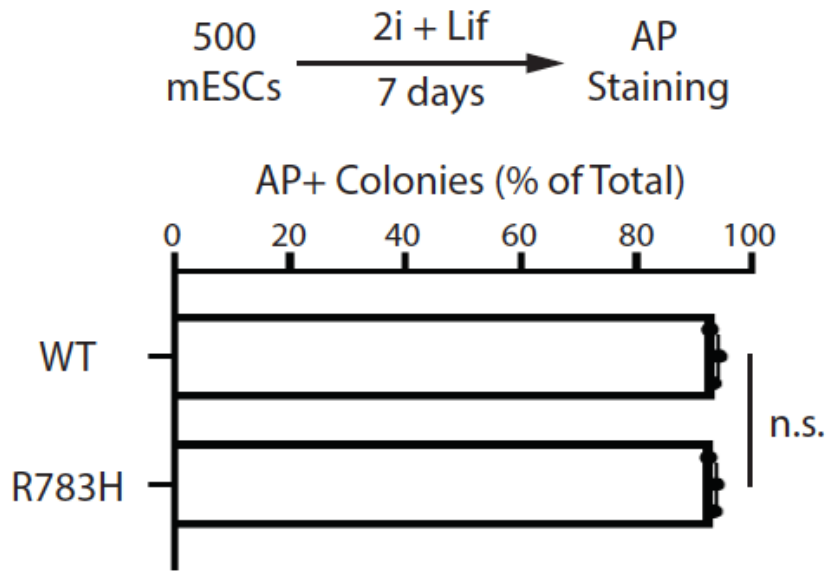 500
mESCs
2i + Lif
7 days
AP
Staining
AP+ Colonies (% of Total)
0 20 40 60 80 100
WT
R783H
n.s.